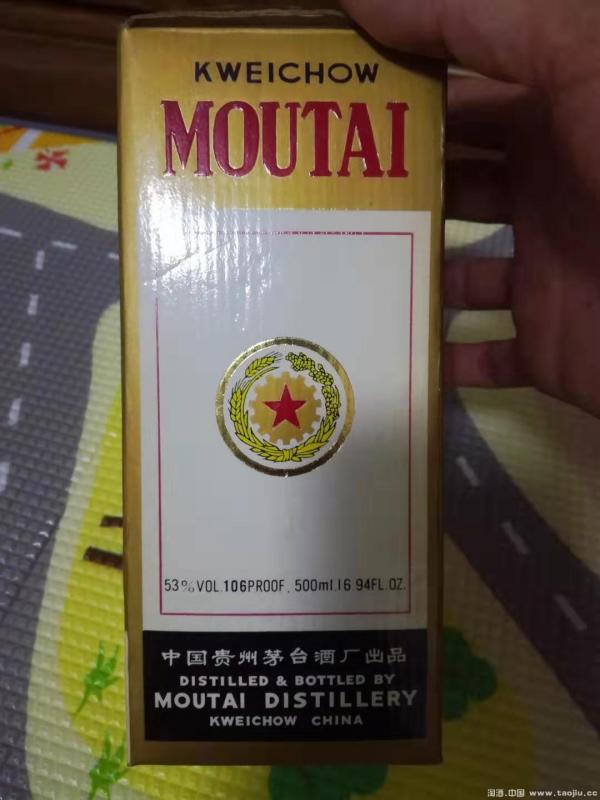 KWEICHOW
MOUTAI
53%VOL.106PROOF. 500ml.16.94FL.OZ.
中国贵州茅台酒厂出品
DISTILLED & BOTTLED BY
MOUTAI DISTILLERY
KWEICHOW CHINA
淘酒.中国 www.taojiu.cc